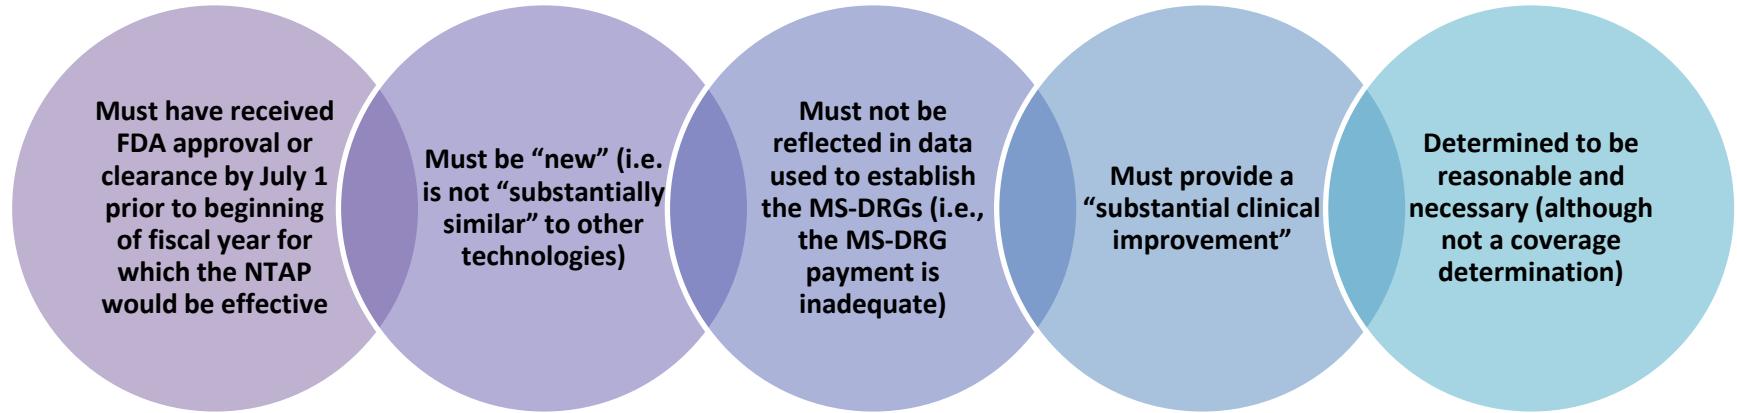 Must have received
FDA approval or
clearance by July 1
prior to beginning
of fiscal year for
which the NTAP
would be effective
Must be “new” (i.e.
is not “substantially
similar” to other
technologies)
Must not be
reflected in data
used to establish
the MS-DRGs (i.e.,
the MS-DRG
payment is
inadequate)
Must provide a
“substantial clinical
improvement”
Determined to be
reasonable and
necessary (although
not a coverage
determination)